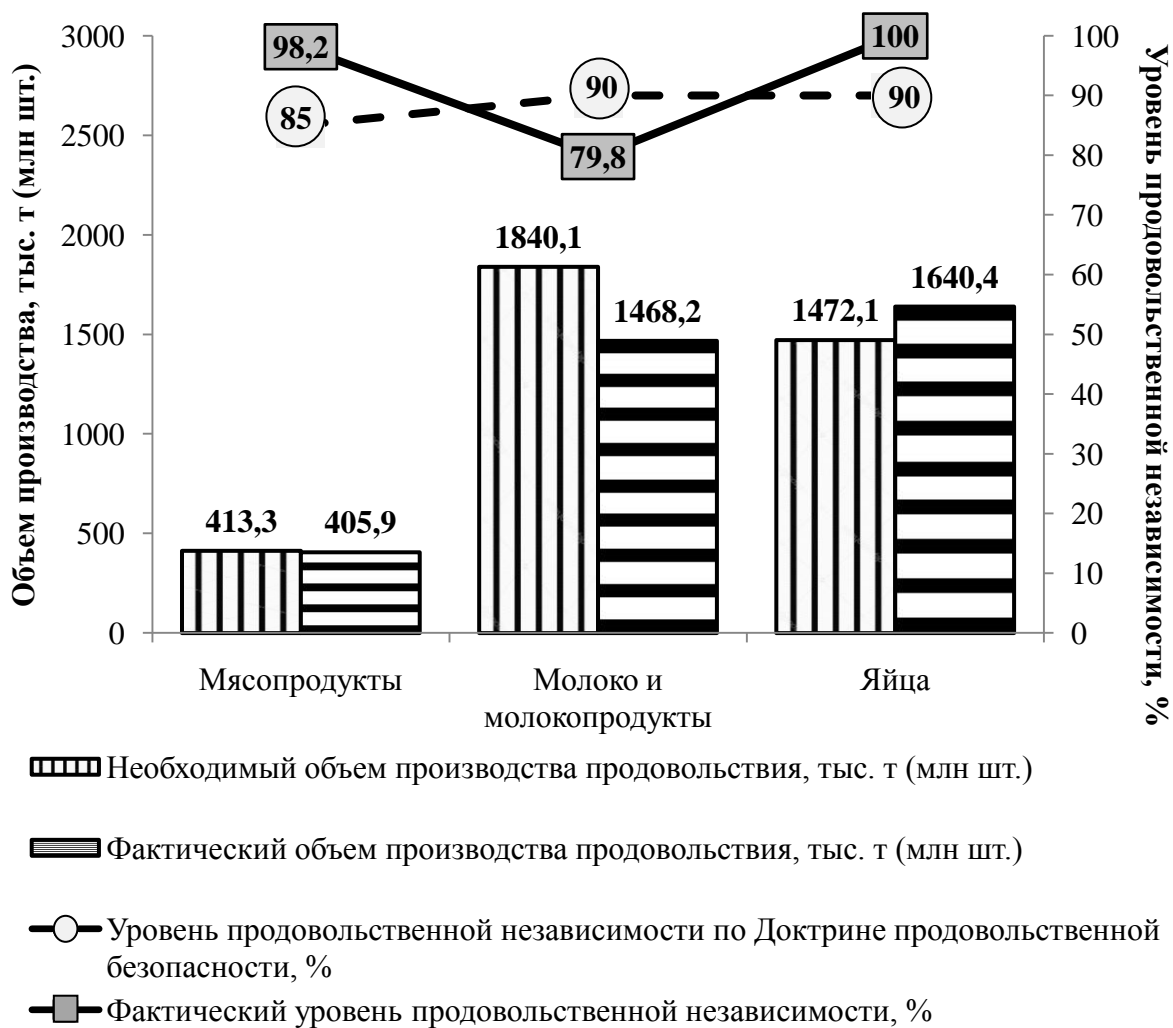 Объем производства, тыс. т (млн шт.)
3000
2500
2000
1500
1000
500
0
98,2
85
90
79,8
100
90
413,3
405,9
1840,1
1468,2
1472,1
1640,4
100
90
80
70
60
50
40
30
20
10
0
Уровень продовольственной независимости, %
Мясопродукты
Молоко и
молокопродукты
Яйца
Необходимый объем производства продовольствия, тыс. т (млн шт.)
Фактический объем производства продовольствия, тыс. т (млн шт.)
Уровень продовольственной независимости по Доктрине продовольственной
безопасности, %
Фактический уровень продовольственной независимости, %